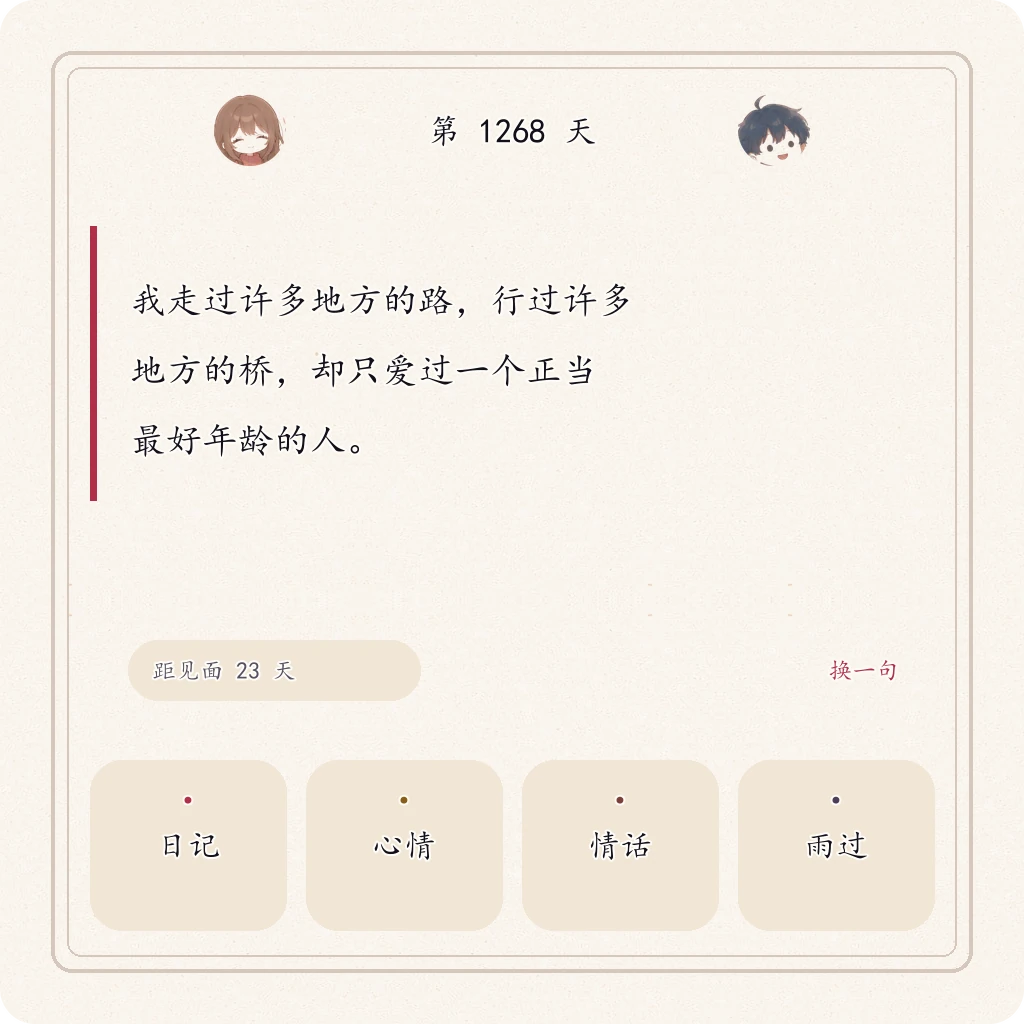 第 1268 天
我走过许多地方的路，行过许多
地方的桥，却只爱过一个正当
最好年龄的人。
距见面 23 天
换一句
日记
心情
情话
雨过